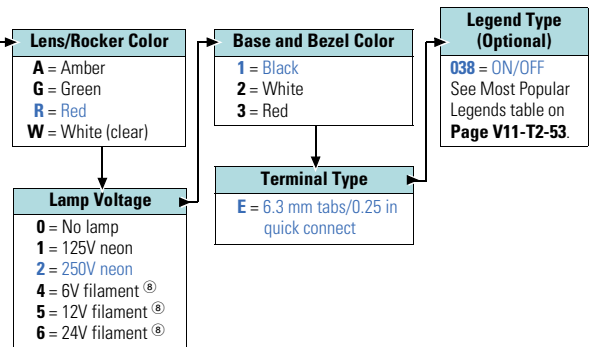 Lens/Rocker Color
A = Amber
G = Green
R = Red
W = White (clear)
Lamp Voltage
0 = No lamp
1 = 125V neon
2 = 250V neon
4 = 6V filament ⑧
5 = 12V filament ⑧
6 = 24V filament ⑧
Base and Bezel Color
1 = Black
2 = White
3 = Red
Terminal Type
E = 6.3 mm tabs/0.25 in
quick connect
Legend Type
(Optional)
038 = ON/OFF
See Most Popular
Legends table on
Page V11-T2-53.